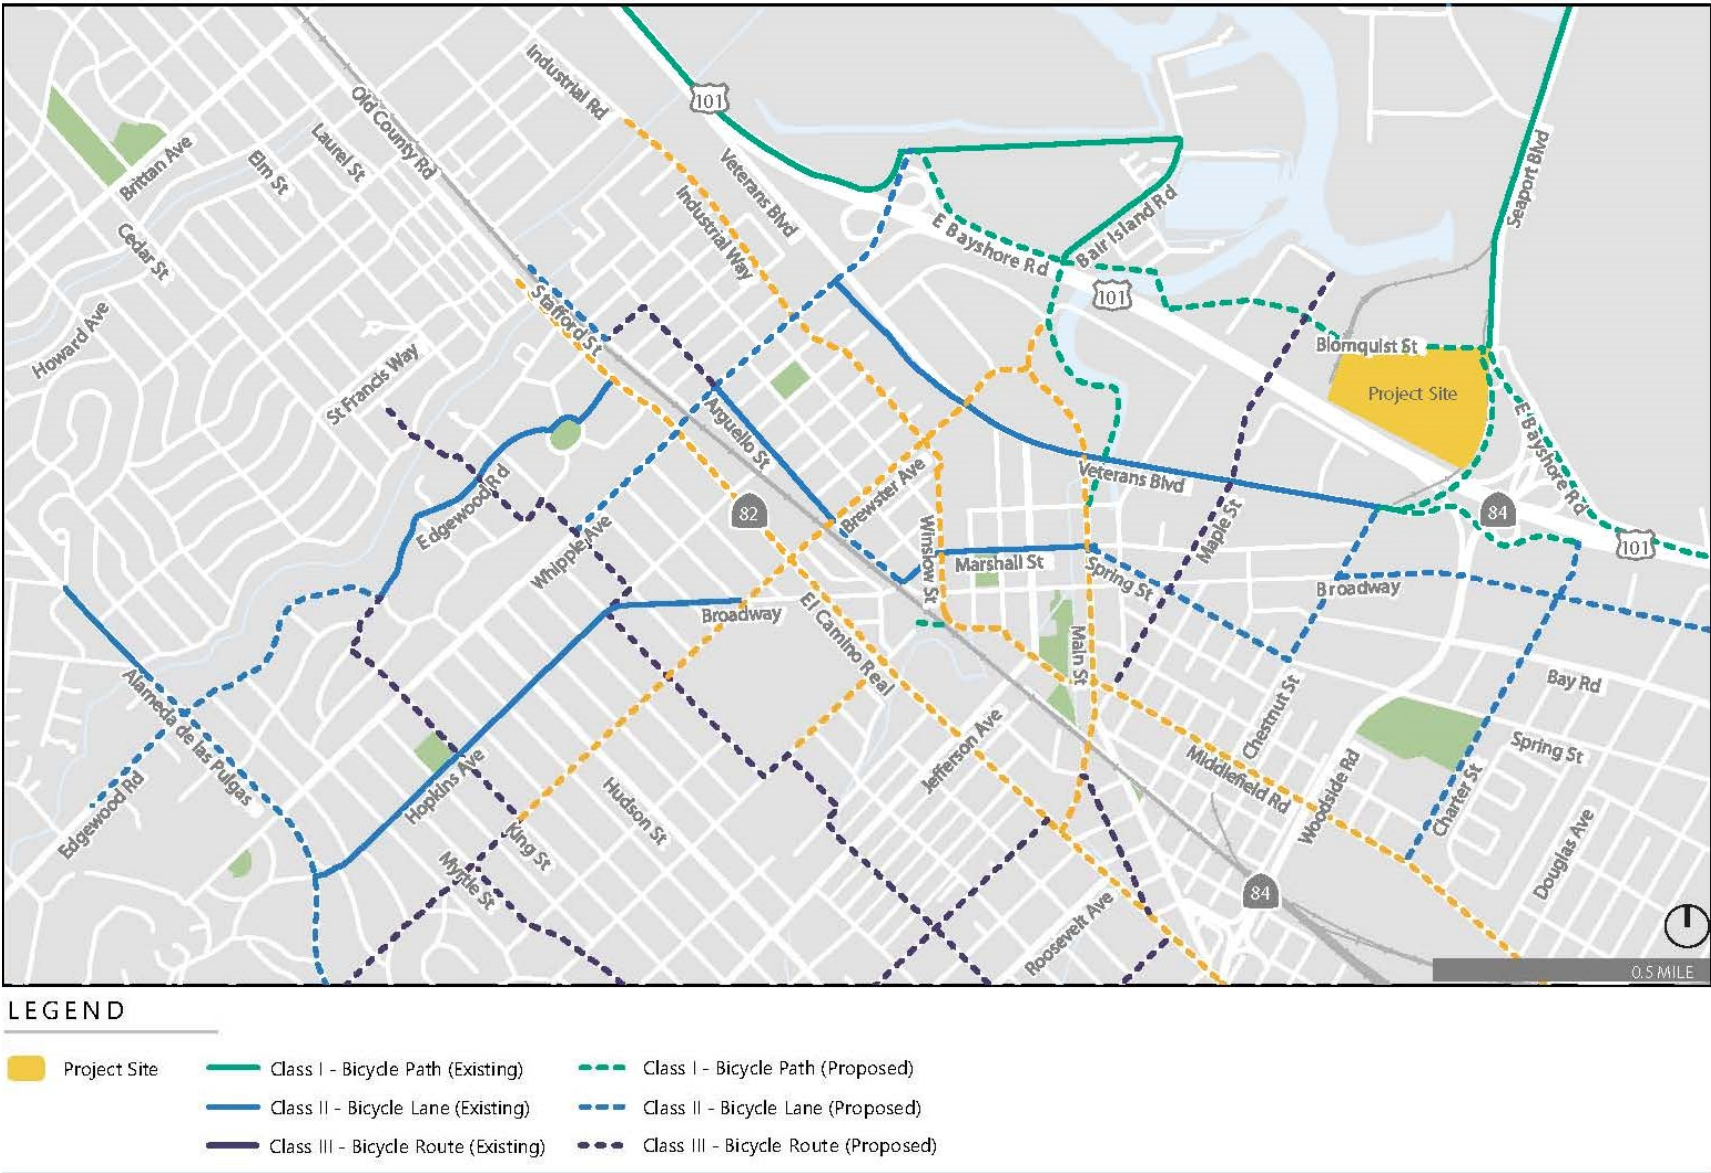 Industrial Rd
101
Old County Rd
Laurel St
Elm St
Brittan Ave
Cedar St
Howard Ave
Veterans Blvd
Industrial Way
E Bayshore Rd
Bair Island Rd
Seaport Blvd
101
Stafford St
St Francis Way
Blomquist St
Project Site
E Bayshore Rd
Arguello St
Edgewood Rd
82
Brewster Ave
Veterans Blvd
Maple St
84
101
Whipple Ave
Winslow St
Marshall St
Spring St
Broadway
Broadway
El Camino Real
Main St
Bay Rd
Alameda de las Pulgas
Chestnut St
Spring St
Edgewood Rd
Hopkins Ave
Hudson St
Jefferson Ave
Middlefield Rd
Woodside Rd
Charter St
Douglas Ave
King St
Myrtle St
84
Roosevelt Ave
0.5 MILE
LEGEND
Project Site
Class I - Bicycle Path (Existing)
Class I - Bicycle Path (Proposed)
Class II - Bicycle Lane (Existing)
Class II - Bicycle Lane (Proposed)
Class III - Bicycle Route (Existing)
Class III - Bicycle Route (Proposed)